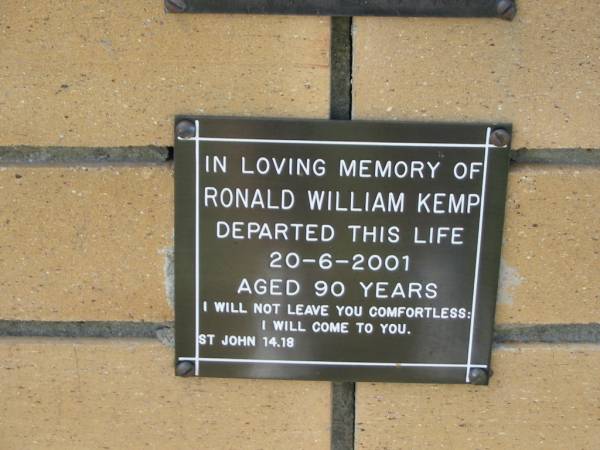 IN LOVING MEMORY OF
RONALD WILLIAM KEMP
DEPARTED THIS LIFE
20-6-2001
AGED 90 YEARS
I WILL NOT LEAVE YOU COMFORTLESS:
I WILL COME TO YOU.
ST JOHN 14.18